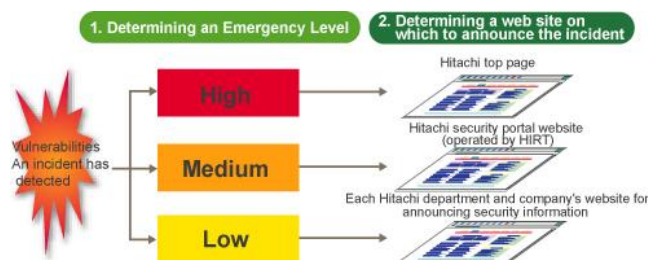 1. Determining an Emergency Level
2. Determining a web site on
which to announce the incident
Vulnerabilities
An incident has
detected
High
Medium
Low
Hitachi top page
Hitachi security portal website
(operated by HIRT)
Each Hitachi department and company's website for
announcing security information